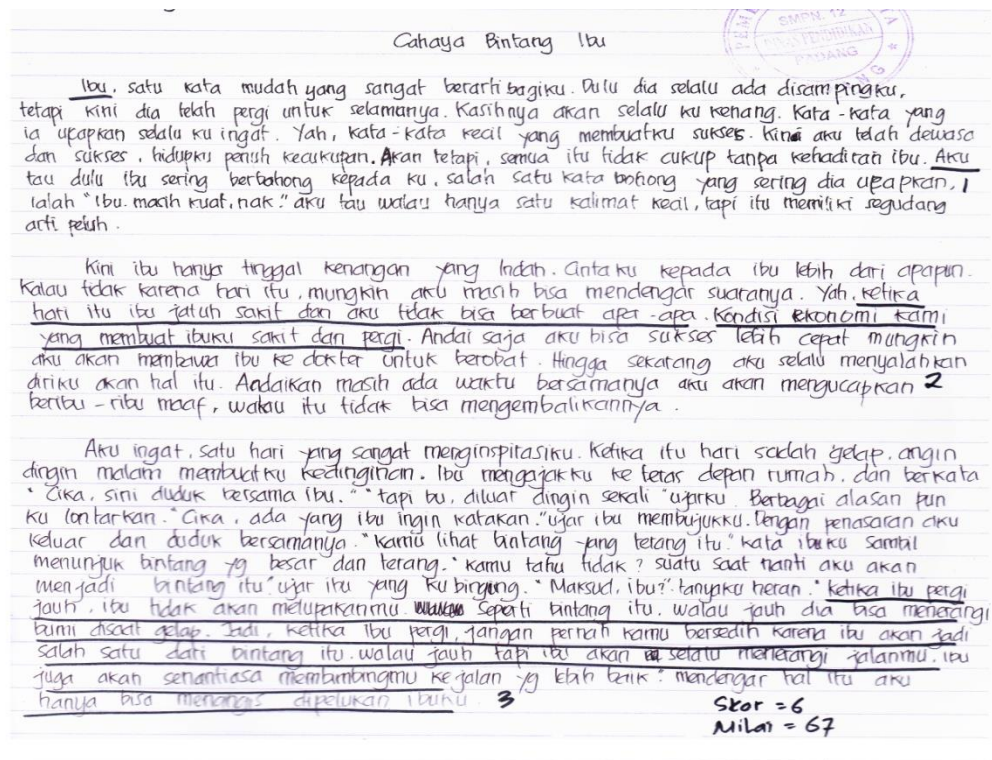 SMPN. 12
PADANG
Cahaya Bintang Ibu
Ibu, satu kata mudah yang sangat berarti bagiku. Dulu dia selalu ada disampingku,
tetapi kini dia telah pergi untuk selamanya. Kasihnya akan selalu ku kenang. Kata-kata yang
ia ucapkan selalu ku ingat. Yah, kata-kata kecil yang membuatku sukses. Kini aku telah dewasa
dan sukses, hidupku penuh kecukupan. Akan tetapi, semua itu tidak cukup tanpa kehadiran ibu. Aku
tau dulu ibu sering berbohong kepada ku, salah satu kata bohong yang sering dia ucapkan, 1
ialah "Ibu masih kuat, nak." aku tau walau hanya satu kalimat kecil, tapi itu memiliki segudang
arti peluh.
Kini ibu hanya tinggal kenangan yang Indah. Cinta ku kepada ibu lebih dari apapun.
Kalau tidak karena hari itu, mungkin aku masih bisa mendengar suaranya. Yah, ketika
hari itu ibu jatuh sakit dan aku tidak bisa berbuat apa-apa. Kondisi ekonomi kami
yang membuat ibuku sakit dan pergi. Andai saja aku bisa sukses lebih cepat mungkin
aku akan membawa ibu ke dokter untuk berobat. Hingga sekarang aku selalu menyalahkan
diriku akan hal itu. Andaikan masih ada waktu bersamanya aku akan mengucapkan 2
beribu-ribu maaf, walau itu tidak bisa mengembalikannya.
Aku ingat, satu hari yang sangat menginspirasiku. Ketika itu hari sudah gelap, angin
dingin malam membuatku kedinginan. Ibu mengajakku ke teras depan rumah, dan berkata
"Cika, sini duduk bersama ibu." "tapi bu, diluar dingin sekali "ujarku. Berbagai alasan pun
ku lontarkan. "Cika, ada yang ibu ingin katakan." ujar ibu membujukku. Dengan penasaran aku
keluar dan duduk bersamanya. "kamu lihat bintang yang terang itu." kata ibuku sambil
menunjuk bintang yg besar dan terang. "kamu tahu tidak? suatu saat nanti aku akan
menjadi bintang itu" ujar ibu yang ku bingung. "Maksud, ibu?". tanyaku heran. "ketika ibu pergi
jauh, ibu tidak akan melupakanmu seperti bintang itu. walau jauh dia bisa menerangi
bumi disaat gelap. Jadi, ketika ibu pergi, jangan pernah kamu bersedih karena ibu akan jadi
salah satu dari bintang itu. walau jauh tapi ibu akan selalu menerangi jalanmu. ibu
juga akan senantiasa membimbingmu kejalan yg lebih baik". mendengar hal itu aku
hanya bisa menangis dipelukan ibuku. 3
Skor = 6
Nilai = 67